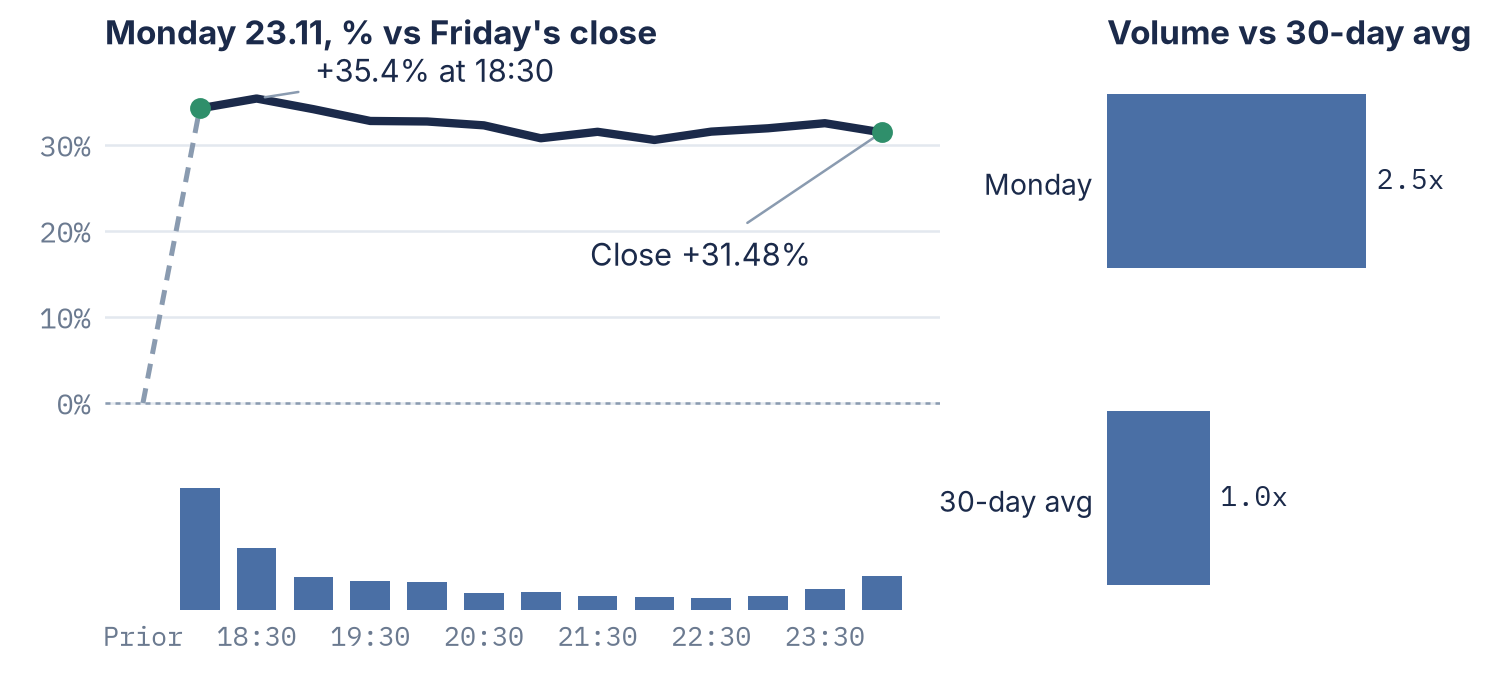 Monday 23.11, % vs Friday's close
+35.4% at 18:30
30%
20%
10%
0%
Close +31.48%
Prior 18:30 19:30 20:30 21:30 22:30 23:30
Volume vs 30-day avg
Monday 2.5x
30-day avg 1.0x